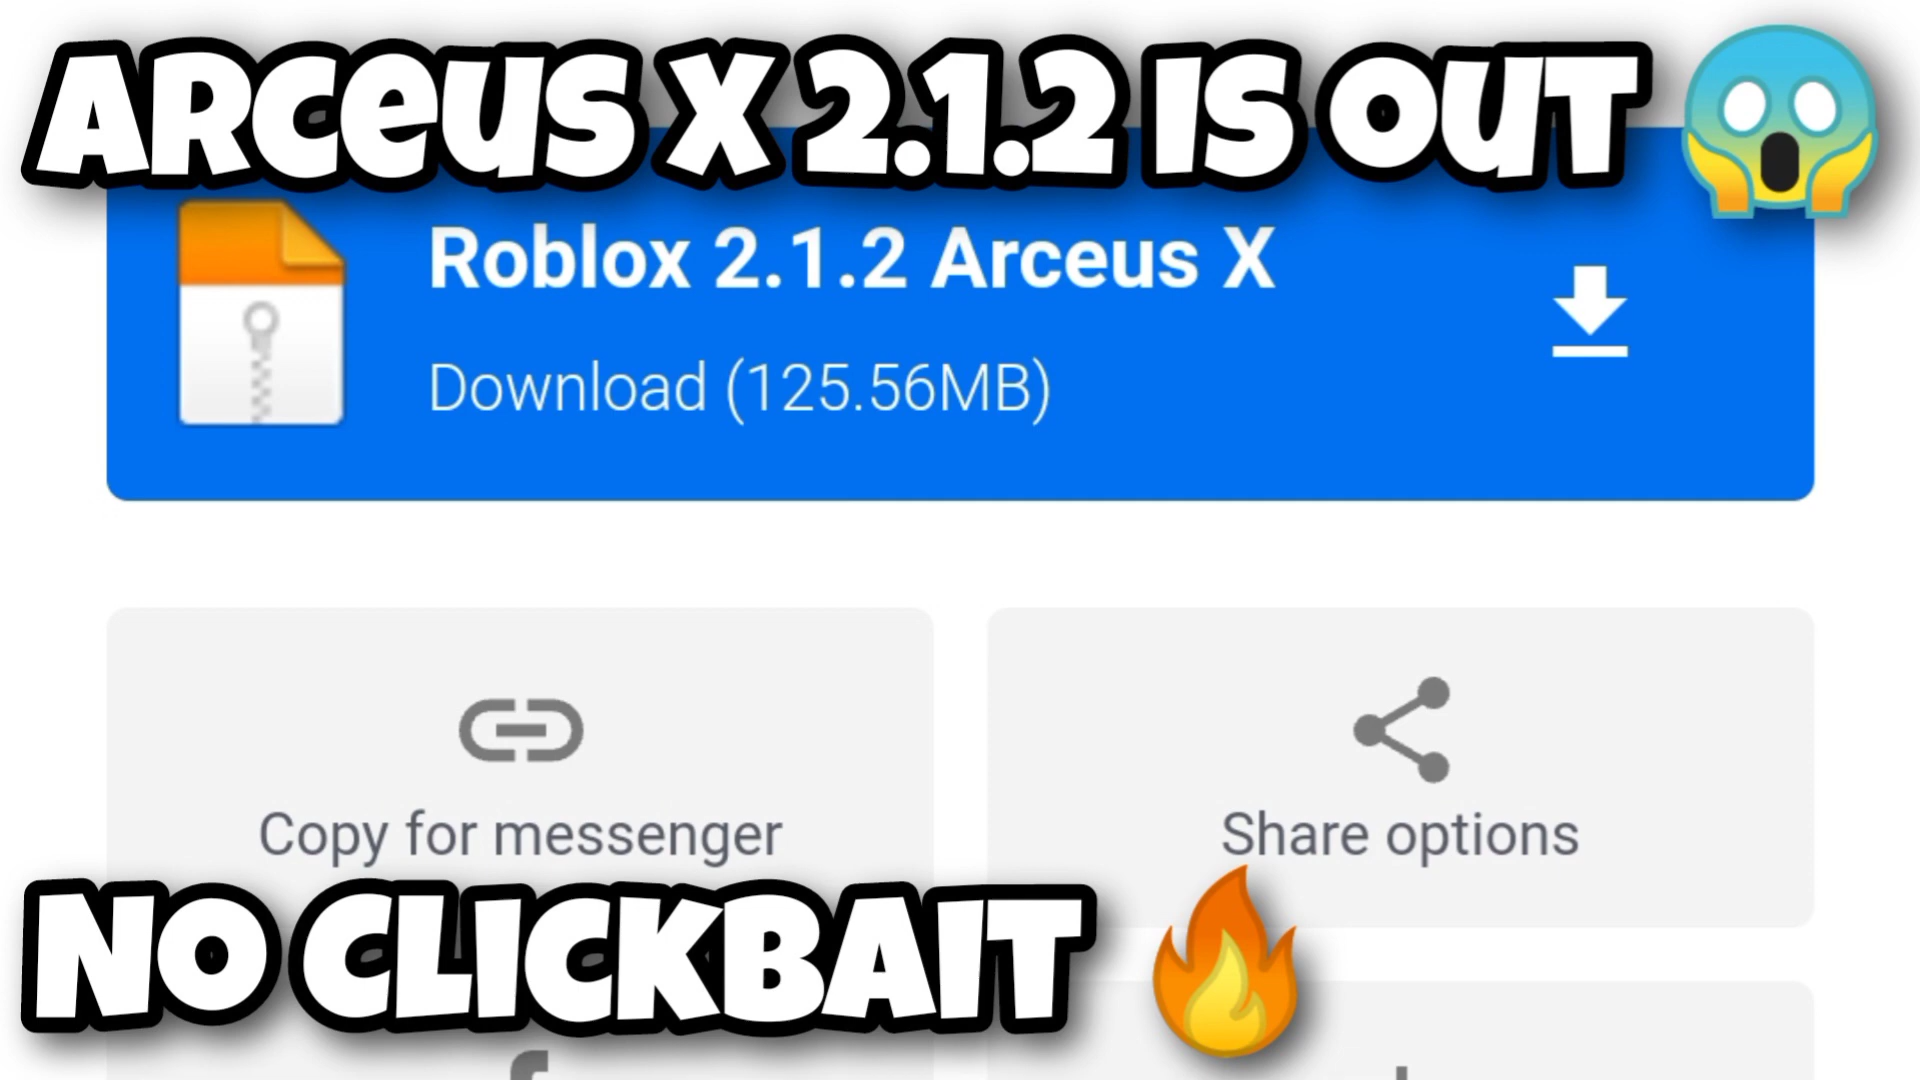 ARCEUS X 2.1.2 IS OUT
Roblox 2.1.2 Arceus X
Download (125.56MB)
Copy for messenger
Share options
NO CLICKBAIT